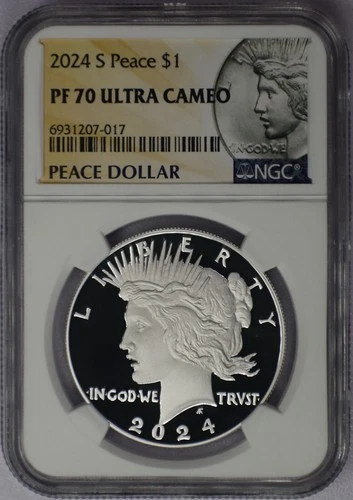 2024 S Peace $1
PF 70 ULTRA CAMEO
6931207-017
PEACE DOLLAR
IN·GOD·WE
NGC®
LIBERTY
·IN·GOD·WE TRVST·
2024